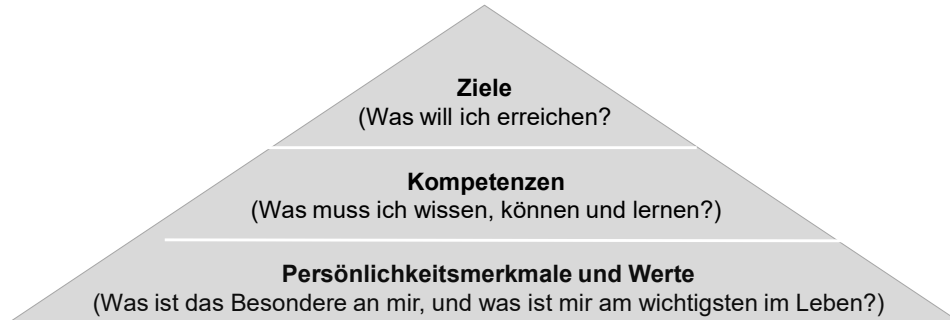 Ziele
(Was will ich erreichen?
Kompetenzen
(Was muss ich wissen, können und lernen?)
Persönlichkeitsmerkmale und Werte
(Was ist das Besondere an mir, und was ist mir am wichtigsten im Leben?)